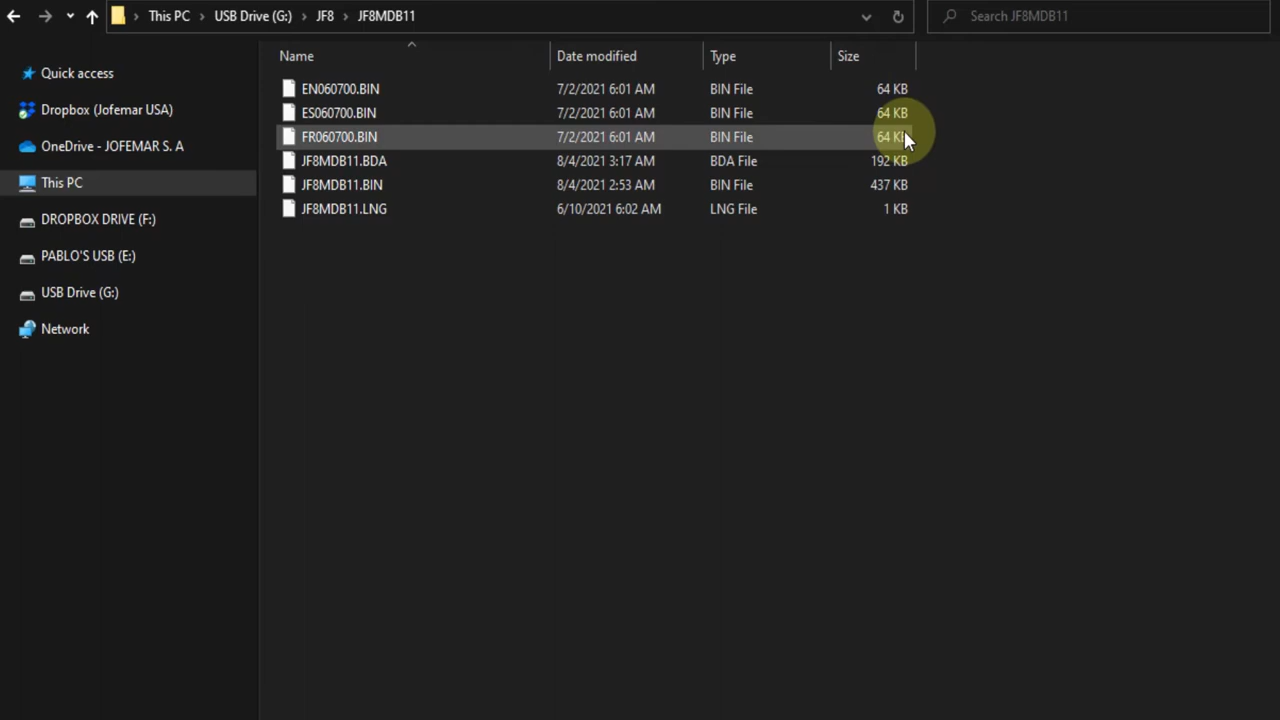 This PC › USB Drive (G:) › JF8 › JF8MDB11
Search JF8MDB11
Name Date modified Type Size
Quick access
Dropbox (Jofemar USA)
OneDrive - JOFEMAR S. A
This PC
DROPBOX DRIVE (F:)
PABLO'S USB (E:)
USB Drive (G:)
Network
EN060700.BIN 7/2/2021 6:01 AM BIN File 64 KB
ES060700.BIN 7/2/2021 6:01 AM BIN File 64 KB
FR060700.BIN 7/2/2021 6:01 AM BIN File 64 KB
JF8MDB11.BDA 8/4/2021 3:17 AM BDA File 192 KB
JF8MDB11.BIN 8/4/2021 2:53 AM BIN File 437 KB
JF8MDB11.LNG 6/10/2021 6:02 AM LNG File 1 KB